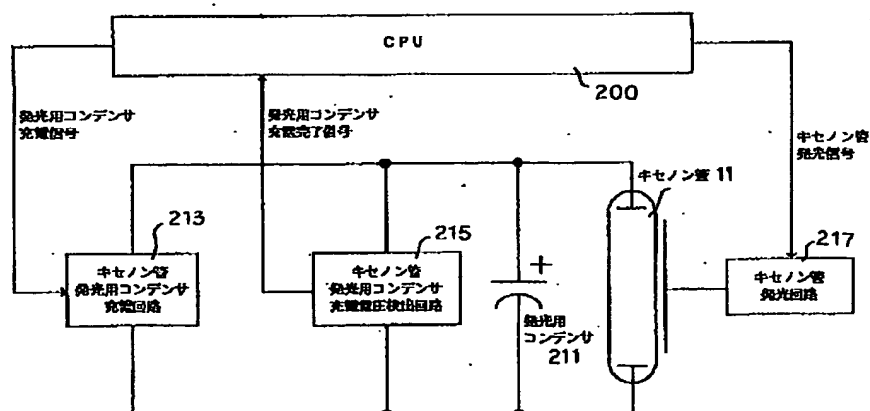 CPU
200
発光用コンデンサ
充電信号
発光用コンデンサ
充電完了信号
キセノン管
発光信号
キセノン管 11
213
215
217
キセノン管
発光用コンデンサ
充電回路
キセノン管
発光用コンデンサ
充電電圧検出回路
+
発光用
コンデンサ
211
キセノン管
発光回路